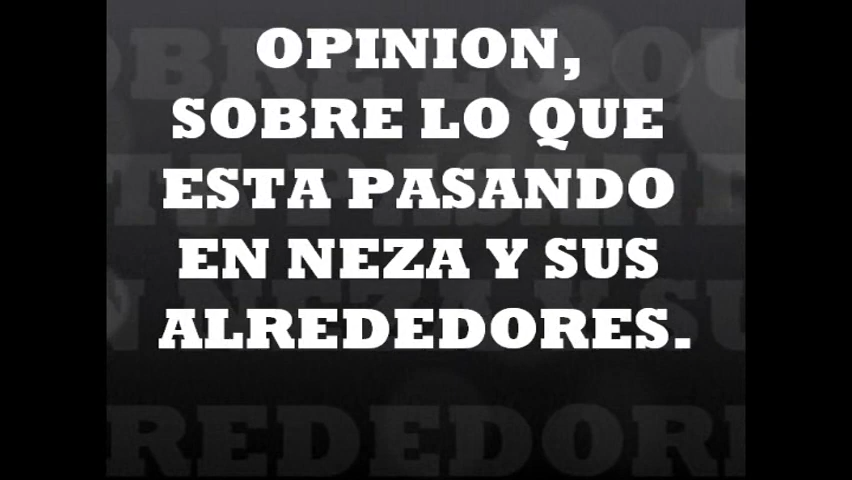 OPINION,
SOBRE LO QUE
ESTA PASANDO
EN NEZA Y SUS
ALREDEDORES.